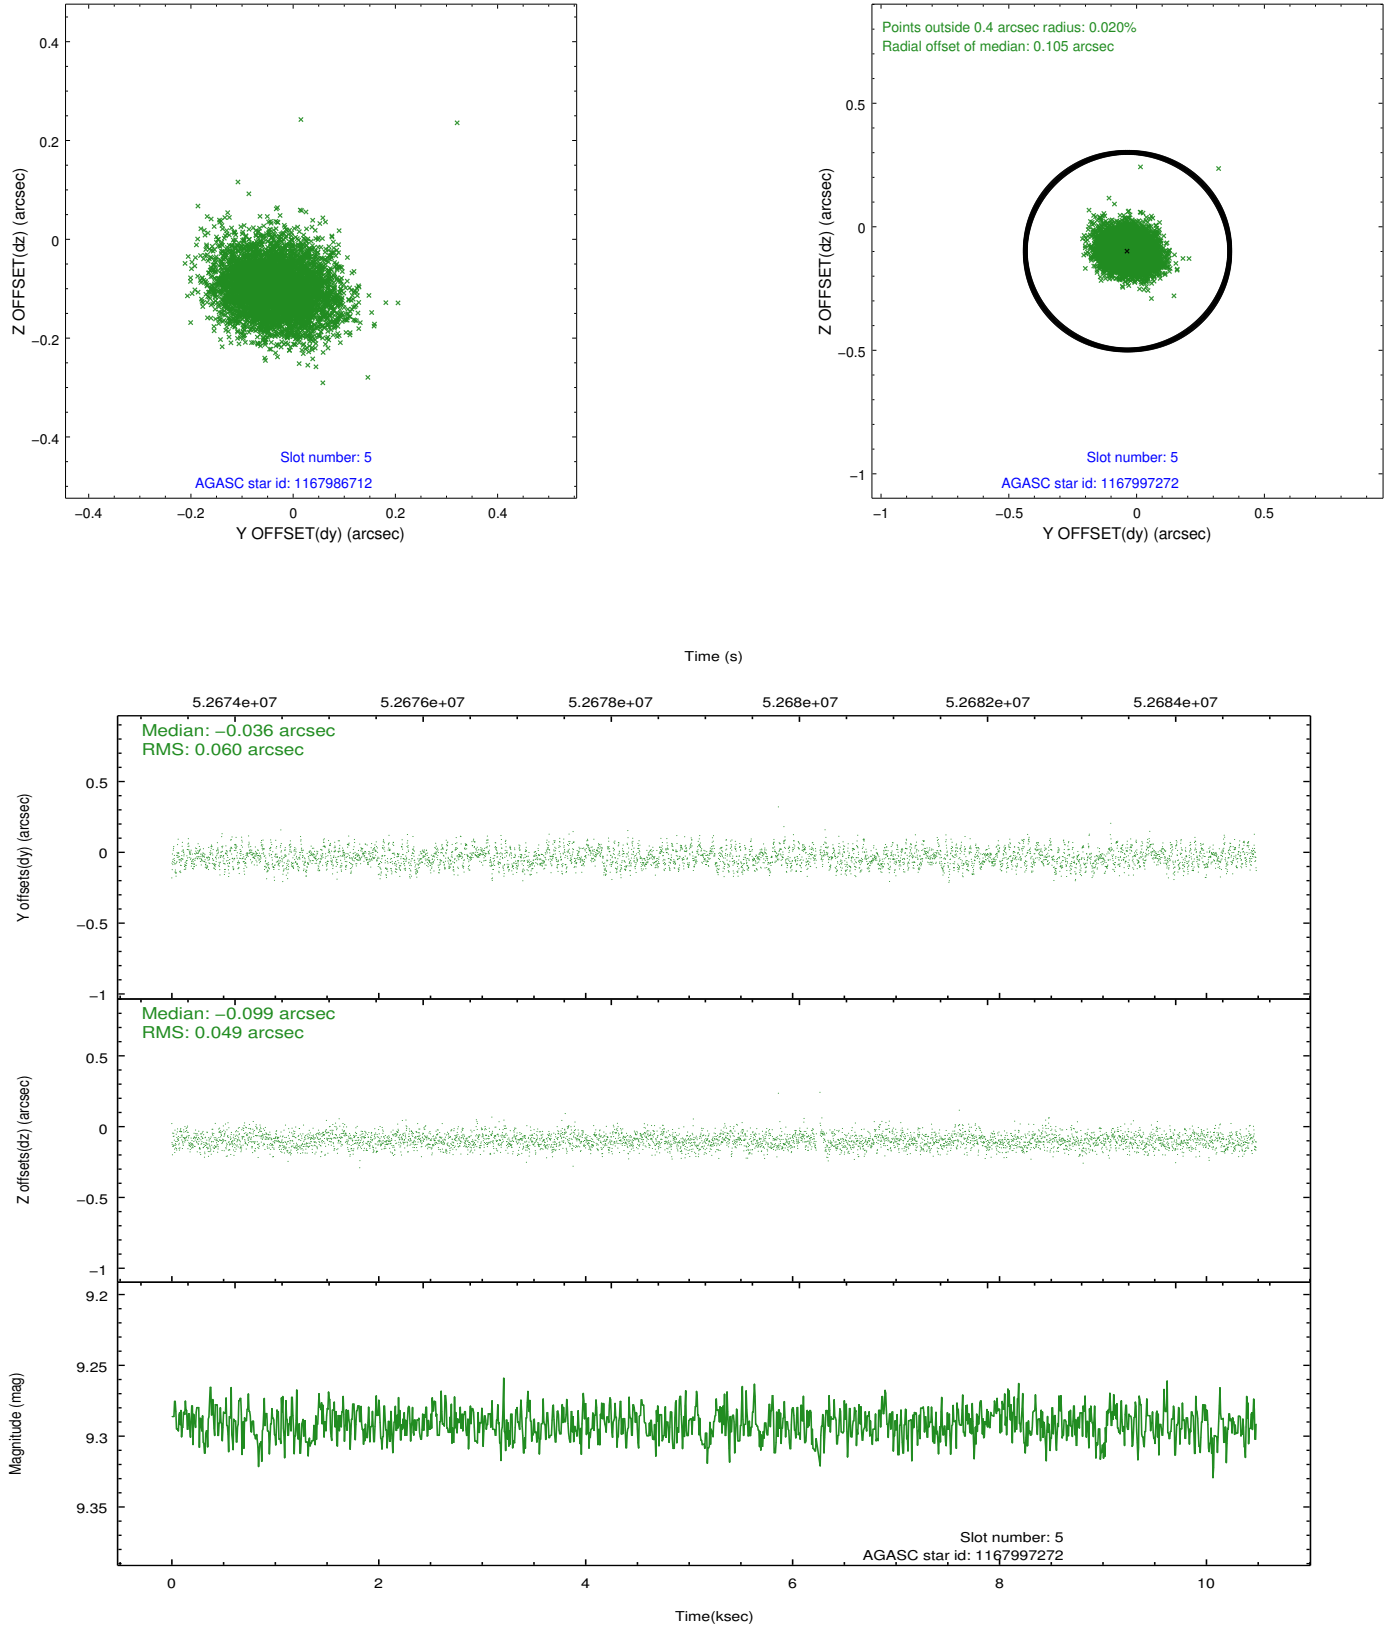 0.4
0.2
0
−0.2
−0.4
Z OFFSET(dz) (arcsec)
Slot number: 5
AGASC star id: 1167986712
−0.4
−0.2
0
0.2
0.4
Y OFFSET(dy) (arcsec)
Points outside 0.4 arcsec radius: 0.020%
Radial offset of median: 0.105 arcsec
0.5
0
−0.5
−1
Z OFFSET(dz) (arcsec)
Slot number: 5
AGASC star id: 1167997272
−1
−0.5
0
0.5
Y OFFSET(dy) (arcsec)
Time (s)
5.2674e+07
5.2676e+07
5.2678e+07
5.268e+07
5.2682e+07
5.2684e+07
Median: −0.036 arcsec
RMS: 0.060 arcsec
0.5
0
−0.5
−1
Y offsets(dy) (arcsec)
Median: −0.099 arcsec
RMS: 0.049 arcsec
0.5
0
−0.5
−1
Z offsets(dz) (arcsec)
9.2
9.25
9.3
9.35
Magnitude (mag)
Slot number: 5
AGASC star id: 1167997272
0
2
4
6
8
10
Time(ksec)